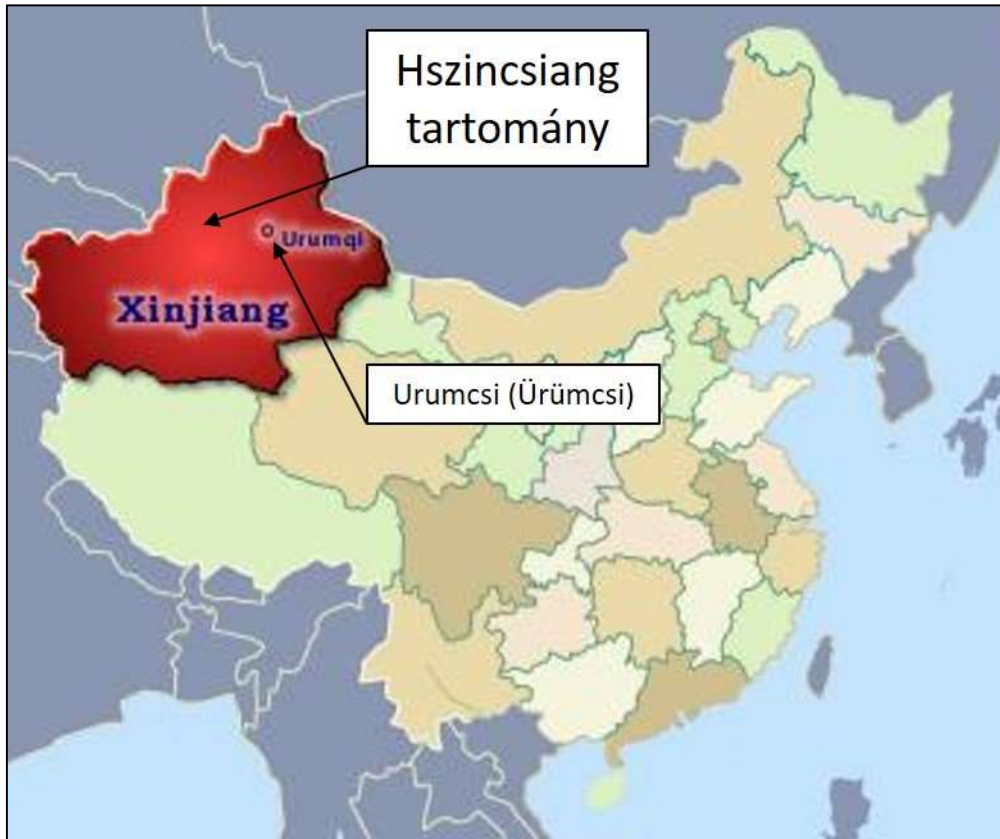 Hszincsiang
tartomány
Urumqi
Xinjiang
Urumcsi (Ürümcsi)